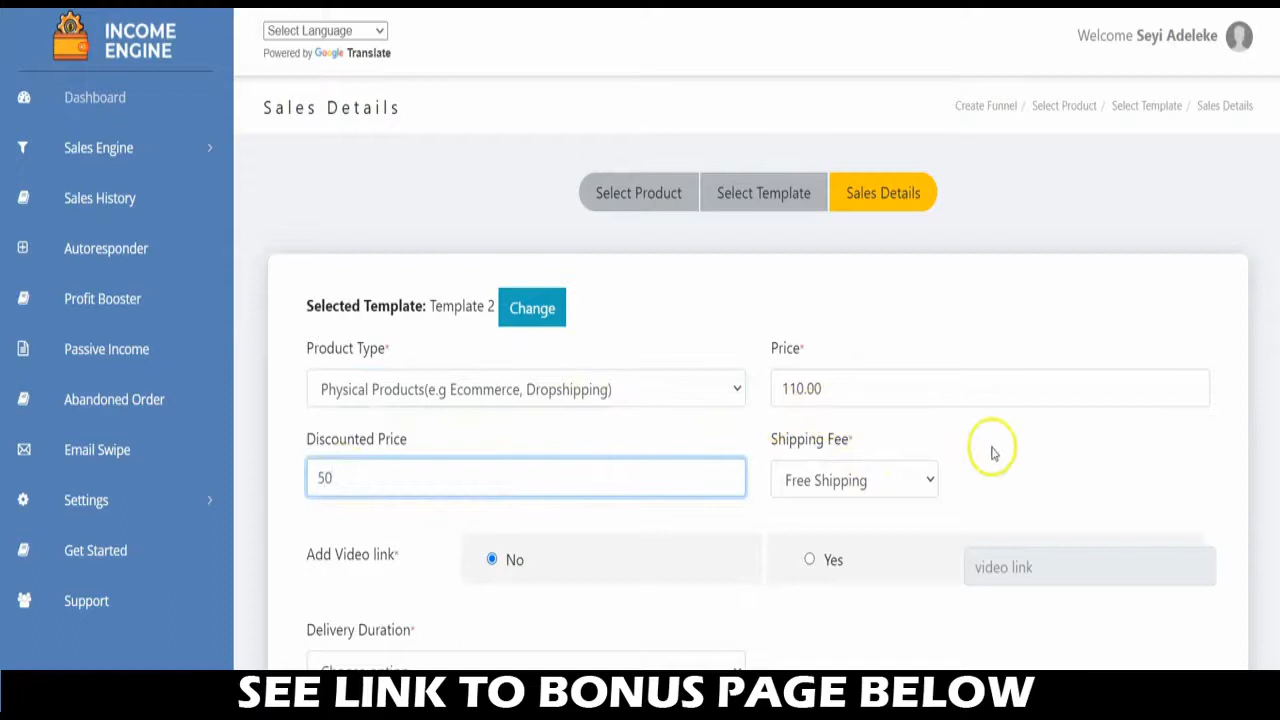 INCOME
ENGINE
Select Language
Powered by Google Translate
Welcome Seyi Adeleke
Dashboard
Sales Engine
Sales History
Autoresponder
Profit Booster
Passive Income
Abandoned Order
Email Swipe
Settings
Get Started
Support
Sales Details
Create Funnel / Select Product / Select Template / Sales Details
Select Product
Select Template
Sales Details
Selected Template: Template 2 Change
Product Type*
Price*
Physical Products(e.g Ecommerce, Dropshipping)
110.00
Discounted Price
Shipping Fee*
50
Free Shipping
Add Video link*
No
Yes
video link
Delivery Duration*
Choose option
SEE LINK TO BONUS PAGE BELOW